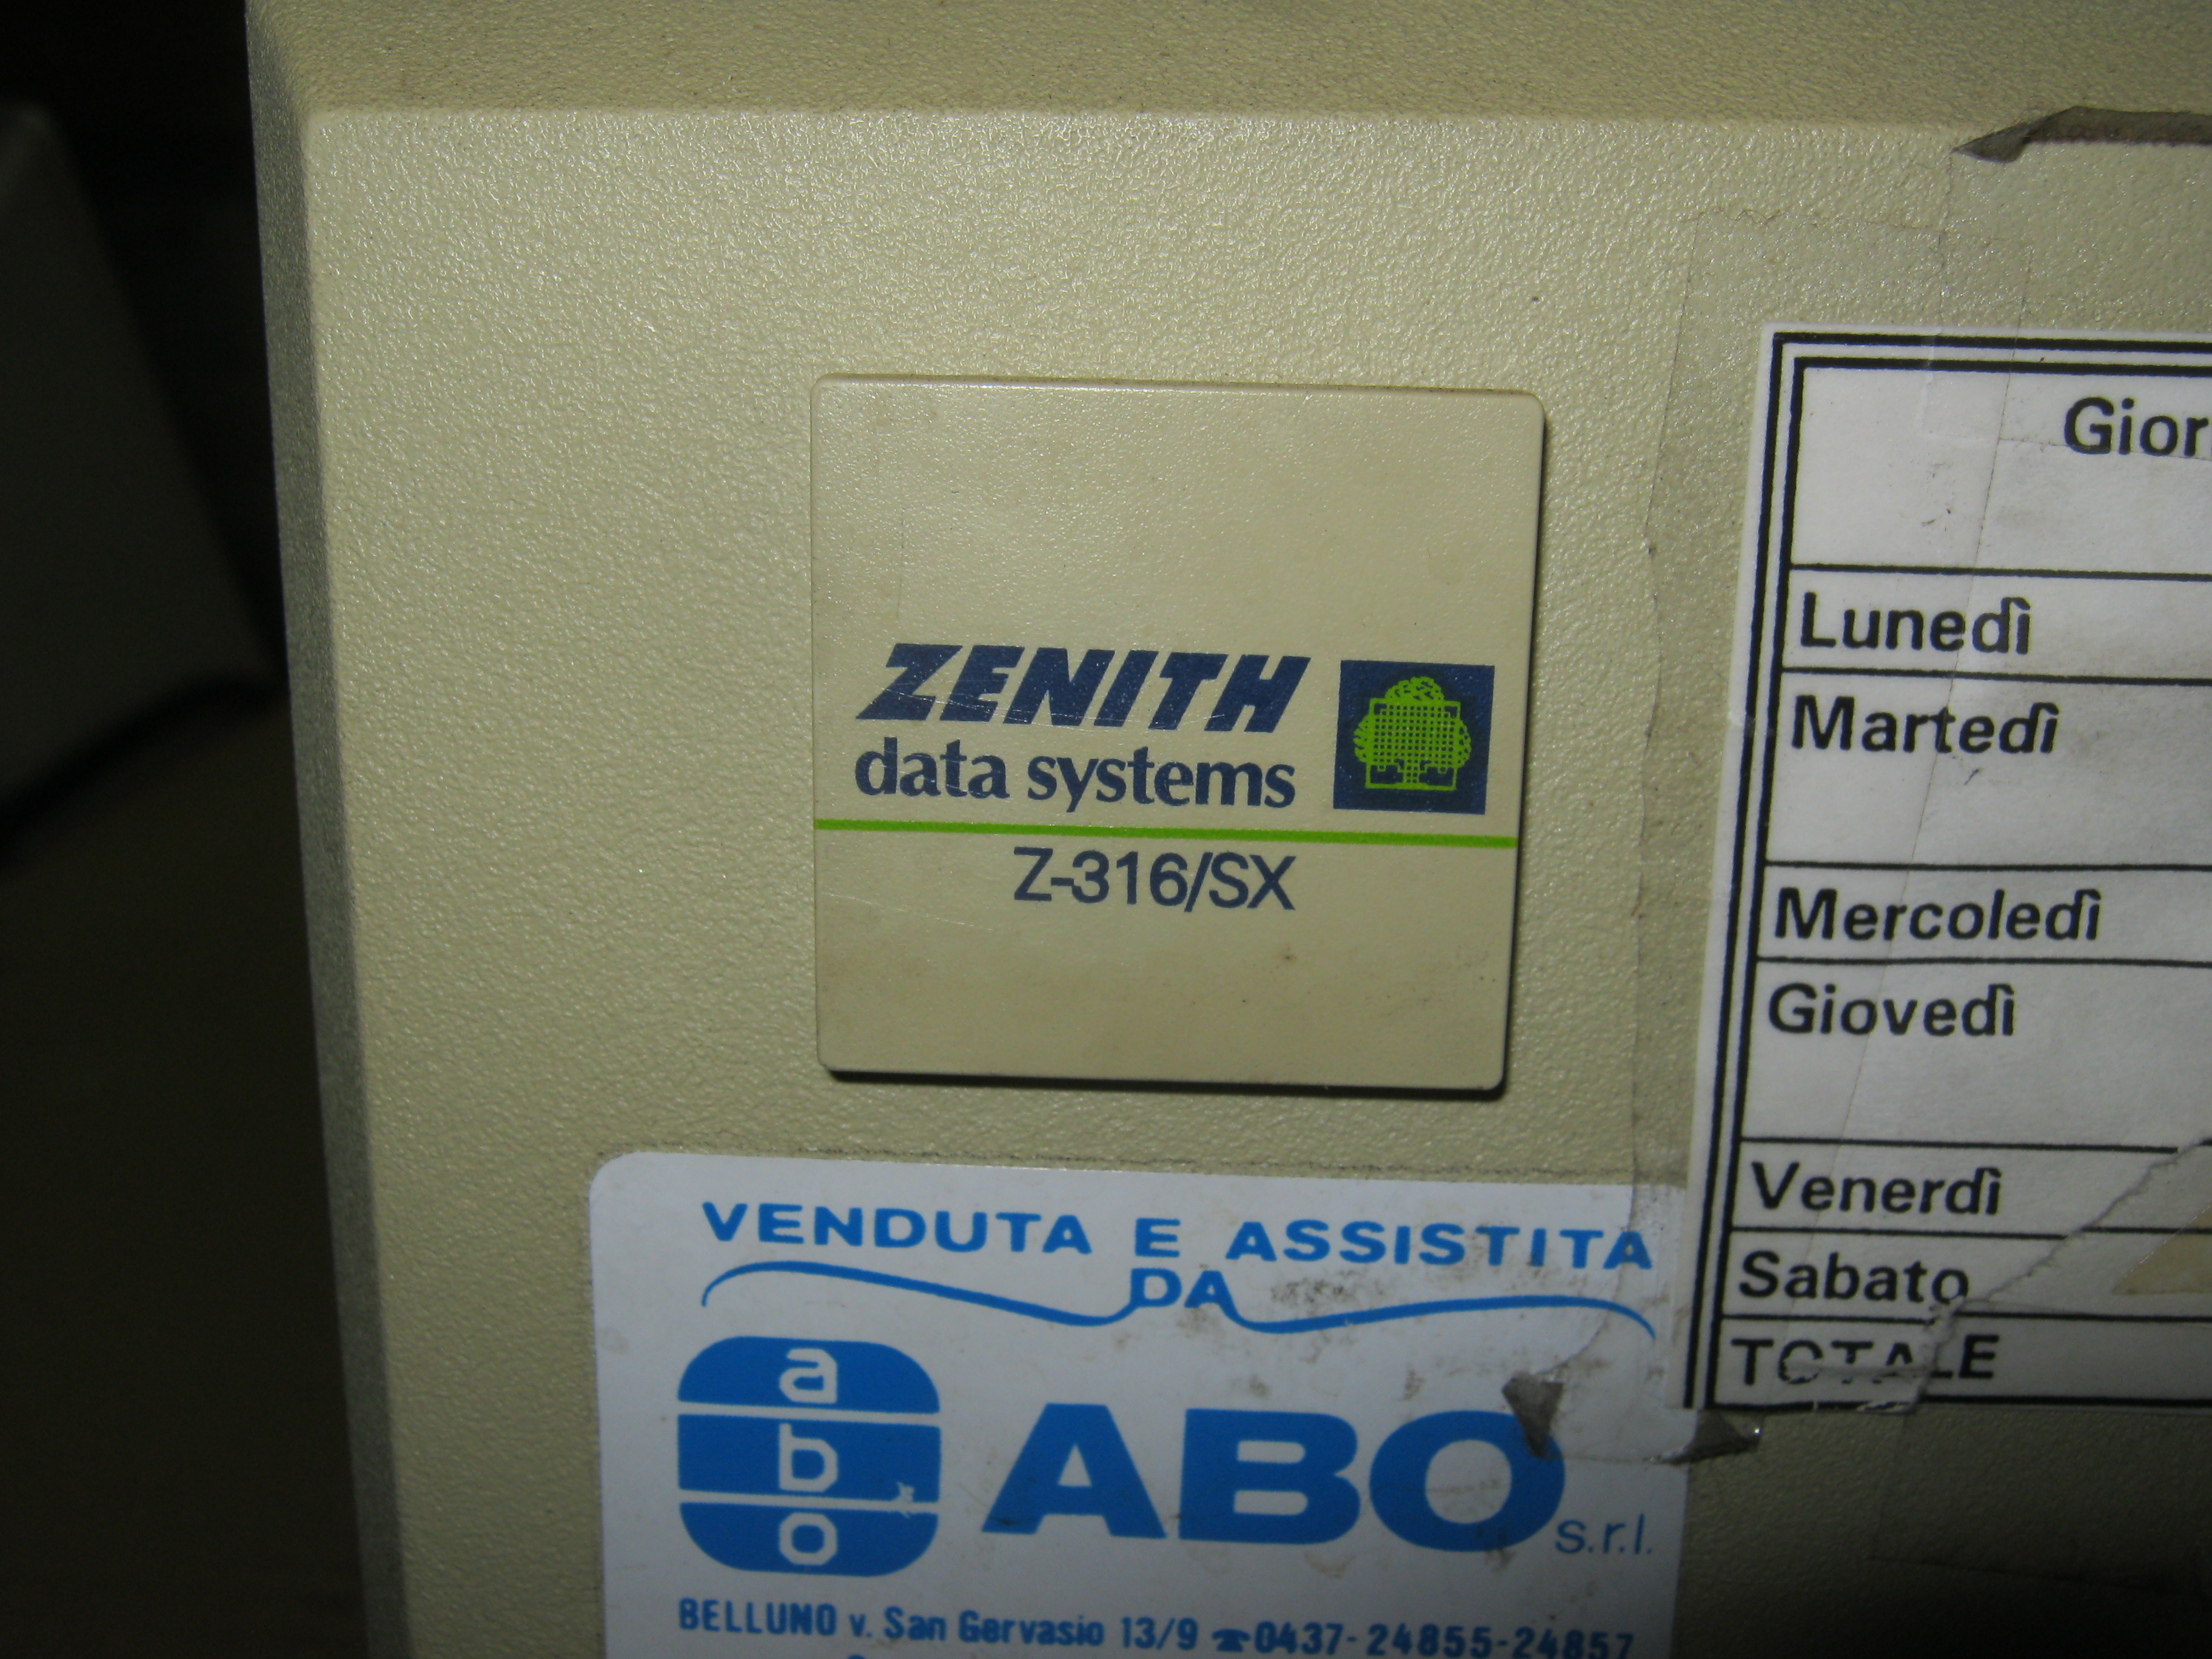 ZENITH
data systems
Z-316/SX
VENDUTA E ASSISTITA
DA
a
b
o
ABO s.r.l.
BELLUNO v. San Gervasio 13/9 ☎0437-24855-24857
Lunedì
Martedì
Mercoledì
Giovedì
Venerdì
Sabato
TOTALE